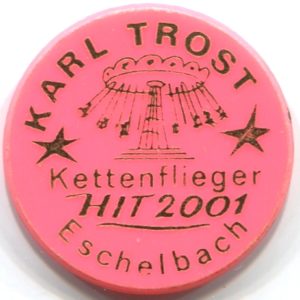 KARL TROST
Kettenflieger
HIT 2001
Eschelbach